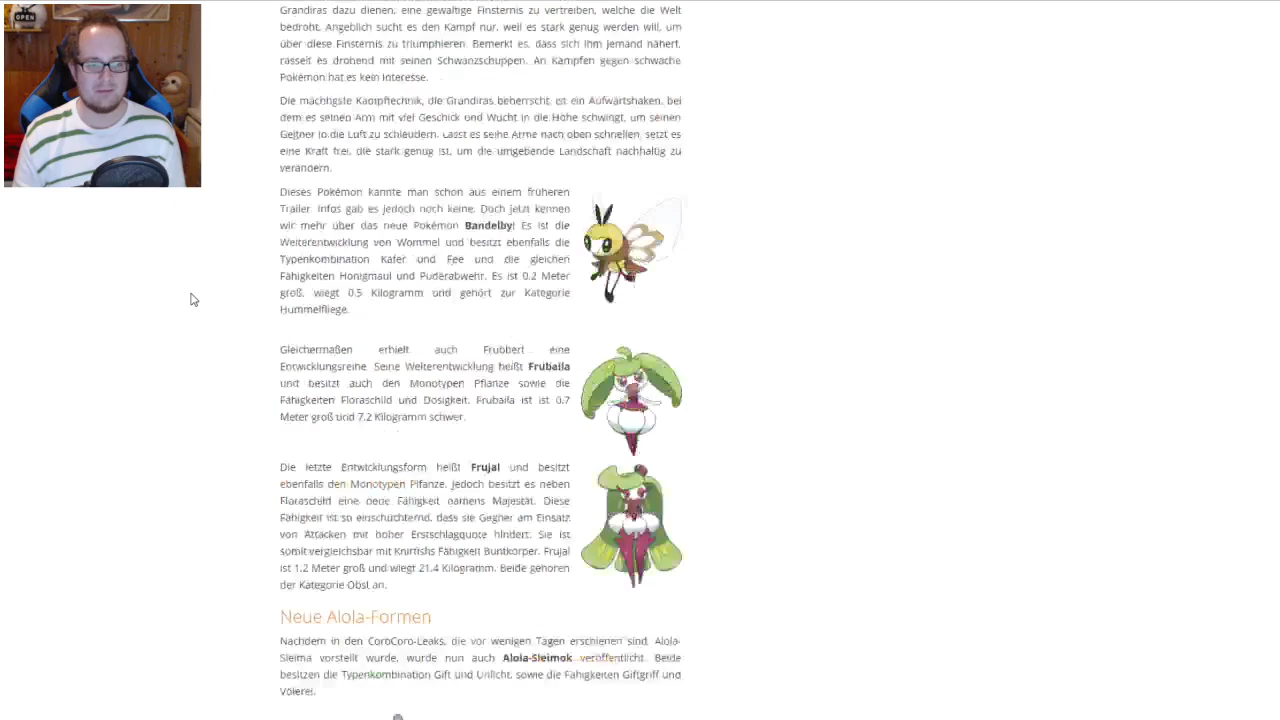 OPEN
Grandiras dazu dienen, eine gewaltige Finsternis zu vertreiben, welche die Welt
bedroht. Angeblich sucht es den Kampf nur, weil es stark genug werden will, um
über diese Finsternis zu triumphieren. Bemerkt es, dass sich ihm jemand nähert,
rasselt es drohend mit seinen Schwanzschuppen. An Kämpfen gegen schwache
Pokémon hat es kein Interesse.
Die mächtigste Kampftechnik, die Grandiras beherrscht, ist ein Aufwärtshaken, bei
dem es seinen Arm mit viel Geschick und Wucht in die Höhe schwingt, um seinen
Gegner in die Luft zu schleudern. Lässt es seine Arme nach oben schnellen, setzt es
eine Kraft frei, die stark genug ist, um die umgebende Landschaft nachhaltig zu
verändern.
Dieses Pokémon kannte man schon aus einem früheren
Trailer. Infos gab es jedoch noch keine. Doch jetzt kennen
wir mehr über das neue Pokémon Bandelby! Es ist die
Weiterentwicklung von Wommel und besitzt ebenfalls die
Typenkombination Käfer und Fee und die gleichen
Fähigkeiten Honigmaul und Puderabwehr. Es ist 0.2 Meter
groß, wiegt 0.5 Kilogramm und gehört zur Kategorie
Hummelfliege.
Gleichermaßen erhielt auch Frubberl eine
Entwicklungsreihe. Seine Weiterentwicklung heißt Frubaila
und besitzt auch den Monotypen Pflanze sowie die
Fähigkeiten Floraschild und Dösigkeit. Frubaila ist ist 0.7
Meter groß und 7.2 Kilogramm schwer.
Die letzte Entwicklungsform heißt Frujal und besitzt
ebenfalls den Monotypen Pflanze. Jedoch besitzt es neben
Floraschild eine neue Fähigkeit namens Majestät. Diese
Fähigkeit ist so einschüchternd, dass sie Gegner am Einsatz
von Attacken mit hoher Erstschlagquote hindert. Sie ist
somit vergleichsbar mit Knirfishs Fähigkeit Buntkörper. Frujal
ist 1.2 Meter groß und wiegt 21.4 Kilogramm. Beide gehören
der Kategorie Obst an.
Neue Alola-Formen
Nachdem in den CoroCoro-Leaks, die vor wenigen Tagen erschienen sind, Alola-
Sleima vorstellt wurde, wurde nun auch Alola-Sleimok veröffentlicht. Beide
besitzen die Typenkombination Gift und Unlicht, sowie die Fähigkeiten Giftgriff und
Völlerei.